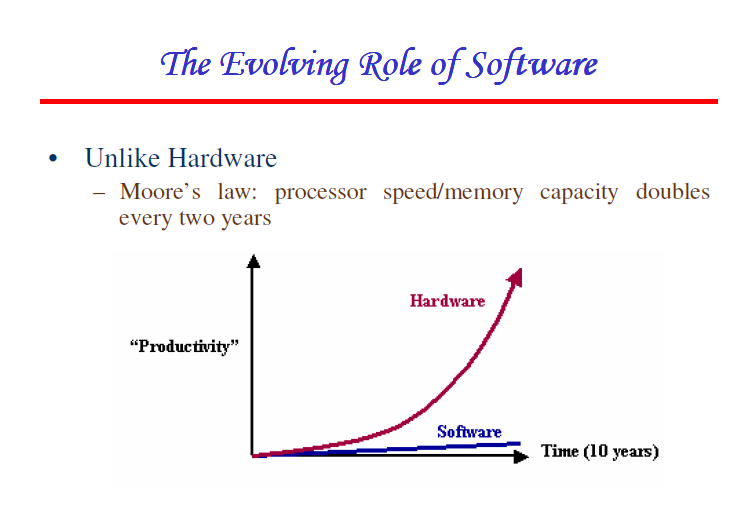 The Evolving Role of Software
• Unlike Hardware
– Moore's law: processor speed/memory capacity doubles
every two years
Hardware
“Productivity”
Software
Time (10 years)